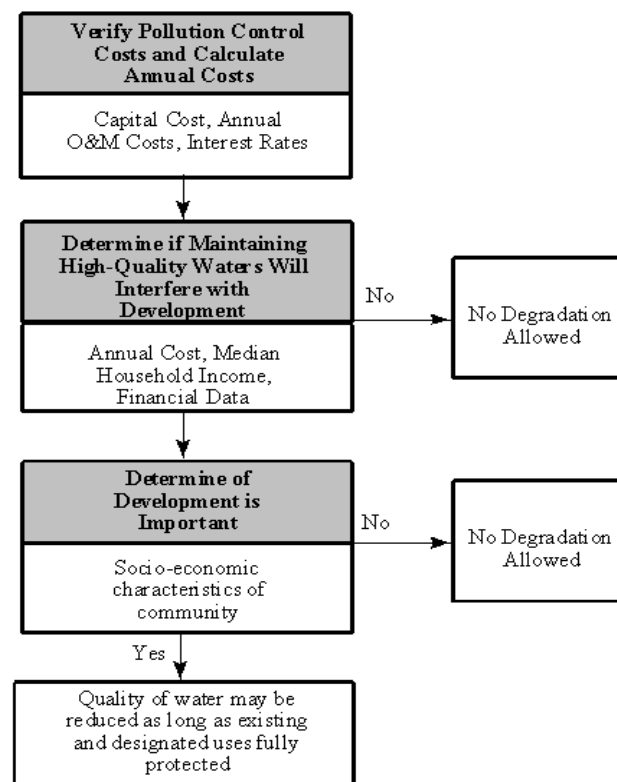 Verify Pollution Control
Costs and Calculate
Annual Costs
Capital Cost, Annual
O&M Costs, Interest Rates
Determine if Maintaining
High-Quality Waters Will
Interfere with
Development
No
No Degradation
Allowed
Annual Cost, Median
Household Income,
Financial Data
Determine of
Development is
Important
No
No Degradation
Allowed
Socio-economic
characteristics of
community
Yes
Quality of water may be
reduced as long as existing
and designated uses fully
protected